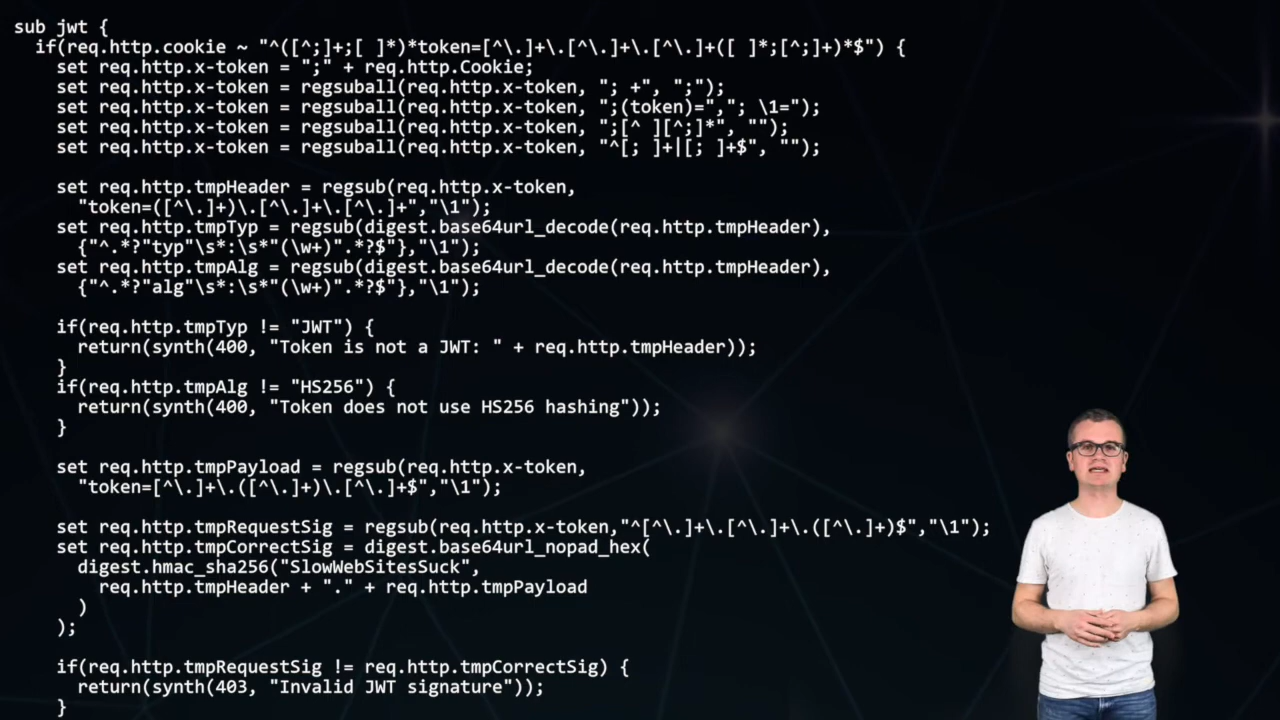 sub jwt {
if(req.http.cookie ~ "^([^;]+;[ ]*)*token=[^\.]+\.[^\.]+\.[^\.]+([ ]*;[^;]+)*$") {
set req.http.x-token = ";" + req.http.Cookie;
set req.http.x-token = regsuball(req.http.x-token, "; +", ";");
set req.http.x-token = regsuball(req.http.x-token, ";(token)=","; \1=");
set req.http.x-token = regsuball(req.http.x-token, ";[^ ][^;]*", "");
set req.http.x-token = regsuball(req.http.x-token, "^[; ]+|[; ]+$", "");
set req.http.tmpHeader = regsub(req.http.x-token,
"token=([^\.]+)\.[^\.]+\.[^\.]+","\1");
set req.http.tmpTyp = regsub(digest.base64url_decode(req.http.tmpHeader),
{"^.*?"typ"\s*:\s*"(\w+)".*?$"},"\1");
set req.http.tmpAlg = regsub(digest.base64url_decode(req.http.tmpHeader),
{"^.*?"alg"\s*:\s*"(\w+)".*?$"},"\1");
if(req.http.tmpTyp != "JWT") {
return(synth(400, "Token is not a JWT: " + req.http.tmpHeader));
}
if(req.http.tmpAlg != "HS256") {
return(synth(400, "Token does not use HS256 hashing"));
}
set req.http.tmpPayload = regsub(req.http.x-token,
"token=[^\.]+\.([^\.]+)\.[^\.]+$","\1");
set req.http.tmpRequestSig = regsub(req.http.x-token,"^[^\.]+\.[^\.]+\.([^\.]+)$","\1");
set req.http.tmpCorrectSig = digest.base64url_nopad_hex(
digest.hmac_sha256("SlowWebSitesSuck",
req.http.tmpHeader + "." + req.http.tmpPayload
)
);
if(req.http.tmpRequestSig != req.http.tmpCorrectSig) {
return(synth(403, "Invalid JWT signature"));
}